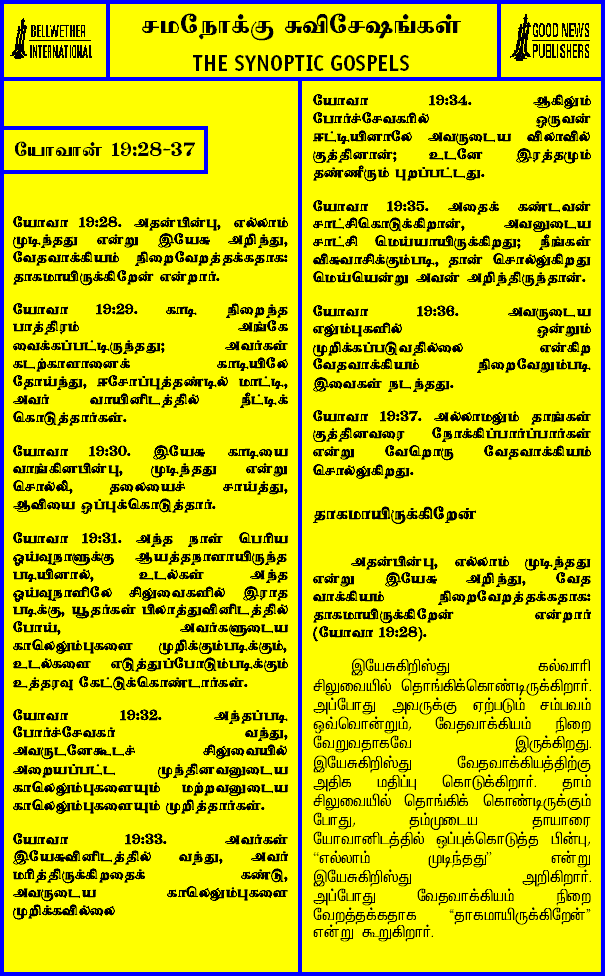 BELLWETHER
INTERNATIONAL
சமநோக்கு சுவிசேஷங்கள்
THE SYNOPTIC GOSPELS
GOOD NEWS
PUBLISHERS
யோவான் 19:28-37
யோவா 19:28. அதன்பின்பு, எல்லாம்
முடிந்தது என்று இயேசு அறிந்து,
வேதவாக்கியம் நிறைவேறத்தக்கதாக:
தாகமாயிருக்கிறேன் என்றார்.
யோவா 19:29. காடி நிறைந்த
பாத்திரம் அங்கே
வைக்கப்பட்டிருந்தது; அவர்கள்
கடற்காளானைக் காடியிலே
தோய்ந்து, ஈசோப்புத்தண்டில் மாட்டி,
அவர் வாயினிடத்தில் நீட்டிக்
கொடுத்தார்கள்.
யோவா 19:30. இயேசு காடியை
வாங்கினபின்பு, முடிந்தது என்று
சொல்லி, தலையைச் சாய்த்து,
ஆவியை ஒப்புக்கொடுத்தார்.
யோவா 19:31. அந்த நாள் பெரிய
ஓய்வுநாளுக்கு ஆயத்தநாளாயிருந்த
படியினால், உடல்கள் அந்த
ஓய்வுநாளிலே சிலுவைகளில் இராத
படிக்கு, யூதர்கள் பிலாத்துவினிடத்தில்
போய், அவர்களுடைய
காலெலும்புகளை முறிக்கும்படிக்கும்,
உடல்களை எடுத்துப்போடும்படிக்கும்
உத்தரவு கேட்டுக்கொண்டார்கள்.
யோவா 19:32. அந்தப்படி
போர்ச்சேவகர் வந்து,
அவருடனேகூடச் சிலுவையில்
அறையப்பட்ட முந்தினவனுடைய
காலெலும்புகளையும் மற்றவனுடைய
காலெலும்புகளையும் முறித்தார்கள்.
யோவா 19:33. அவர்கள்
இயேசுவினிடத்தில் வந்து, அவர்
மரித்திருக்கிறதைக் கண்டு,
அவருடைய காலெலும்புகளை
முறிக்கவில்லை
யோவா 19:34. ஆகிலும்
போர்ச்சேவகரில் ஒருவன்
ஈட்டியினாலே அவருடைய விலாவில்
குத்தினான்; உடனே இரத்தமும்
தண்ணீரும் புறப்பட்டது.
யோவா 19:35. அதைக் கண்டவன்
சாட்சிகொடுக்கிறான், அவனுடைய
சாட்சி மெய்யாயிருக்கிறது; நீங்கள்
விசுவாசிக்கும்படி, தான் சொல்லுகிறது
மெய்யென்று அவன் அறிந்திருந்தான்.
யோவா 19:36. அவருடைய
எலும்புகளில் ஒன்றும்
முறிக்கப்படுவதில்லை என்கிற
வேதவாக்கியம் நிறைவேறும்படி
இவைகள் நடந்தது.
யோவா 19:37. அல்லாமலும் தாங்கள்
குத்தினவரை நோக்கிப்பார்ப்பார்கள்
என்று வேறொரு வேதவாக்கியம்
சொல்லுகிறது.
தாகமாயிருக்கிறேன்
அதன்பின்பு, எல்லாம் முடிந்தது
என்று இயேசு அறிந்து, வேத
வாக்கியம் நிறைவேறத்தக்கதாக:
தாகமாயிருக்கிறேன் என்றார்
(யோவா 19:28).
இயேசுகிறிஸ்து கல்வாரி
சிலுவையில் தொங்கிக்கொண்டிருக்கிறார்.
அப்போது அவருக்கு ஏற்படும் சம்பவம்
ஒவ்வொன்றும், வேதவாக்கியம் நிறை
வேறுவதாகவே இருக்கிறது.
இயேசுகிறிஸ்து வேதவாக்கியத்திற்கு
அதிக மதிப்பு கொடுக்கிறார். தாம்
சிலுவையில் தொங்கிக் கொண்டிருக்கும்
போது, தம்முடைய தாயாரை
யோவானிடத்தில் ஒப்புக்கொடுத்த பின்பு,
“எல்லாம் முடிந்தது” என்று
இயேசுகிறிஸ்து அறிகிறார்.
அப்போது வேதவாக்கியம் நிறை
வேறத்தக்கதாக “தாகமாயிருக்கிறேன்”
என்று கூறுகிறார்.